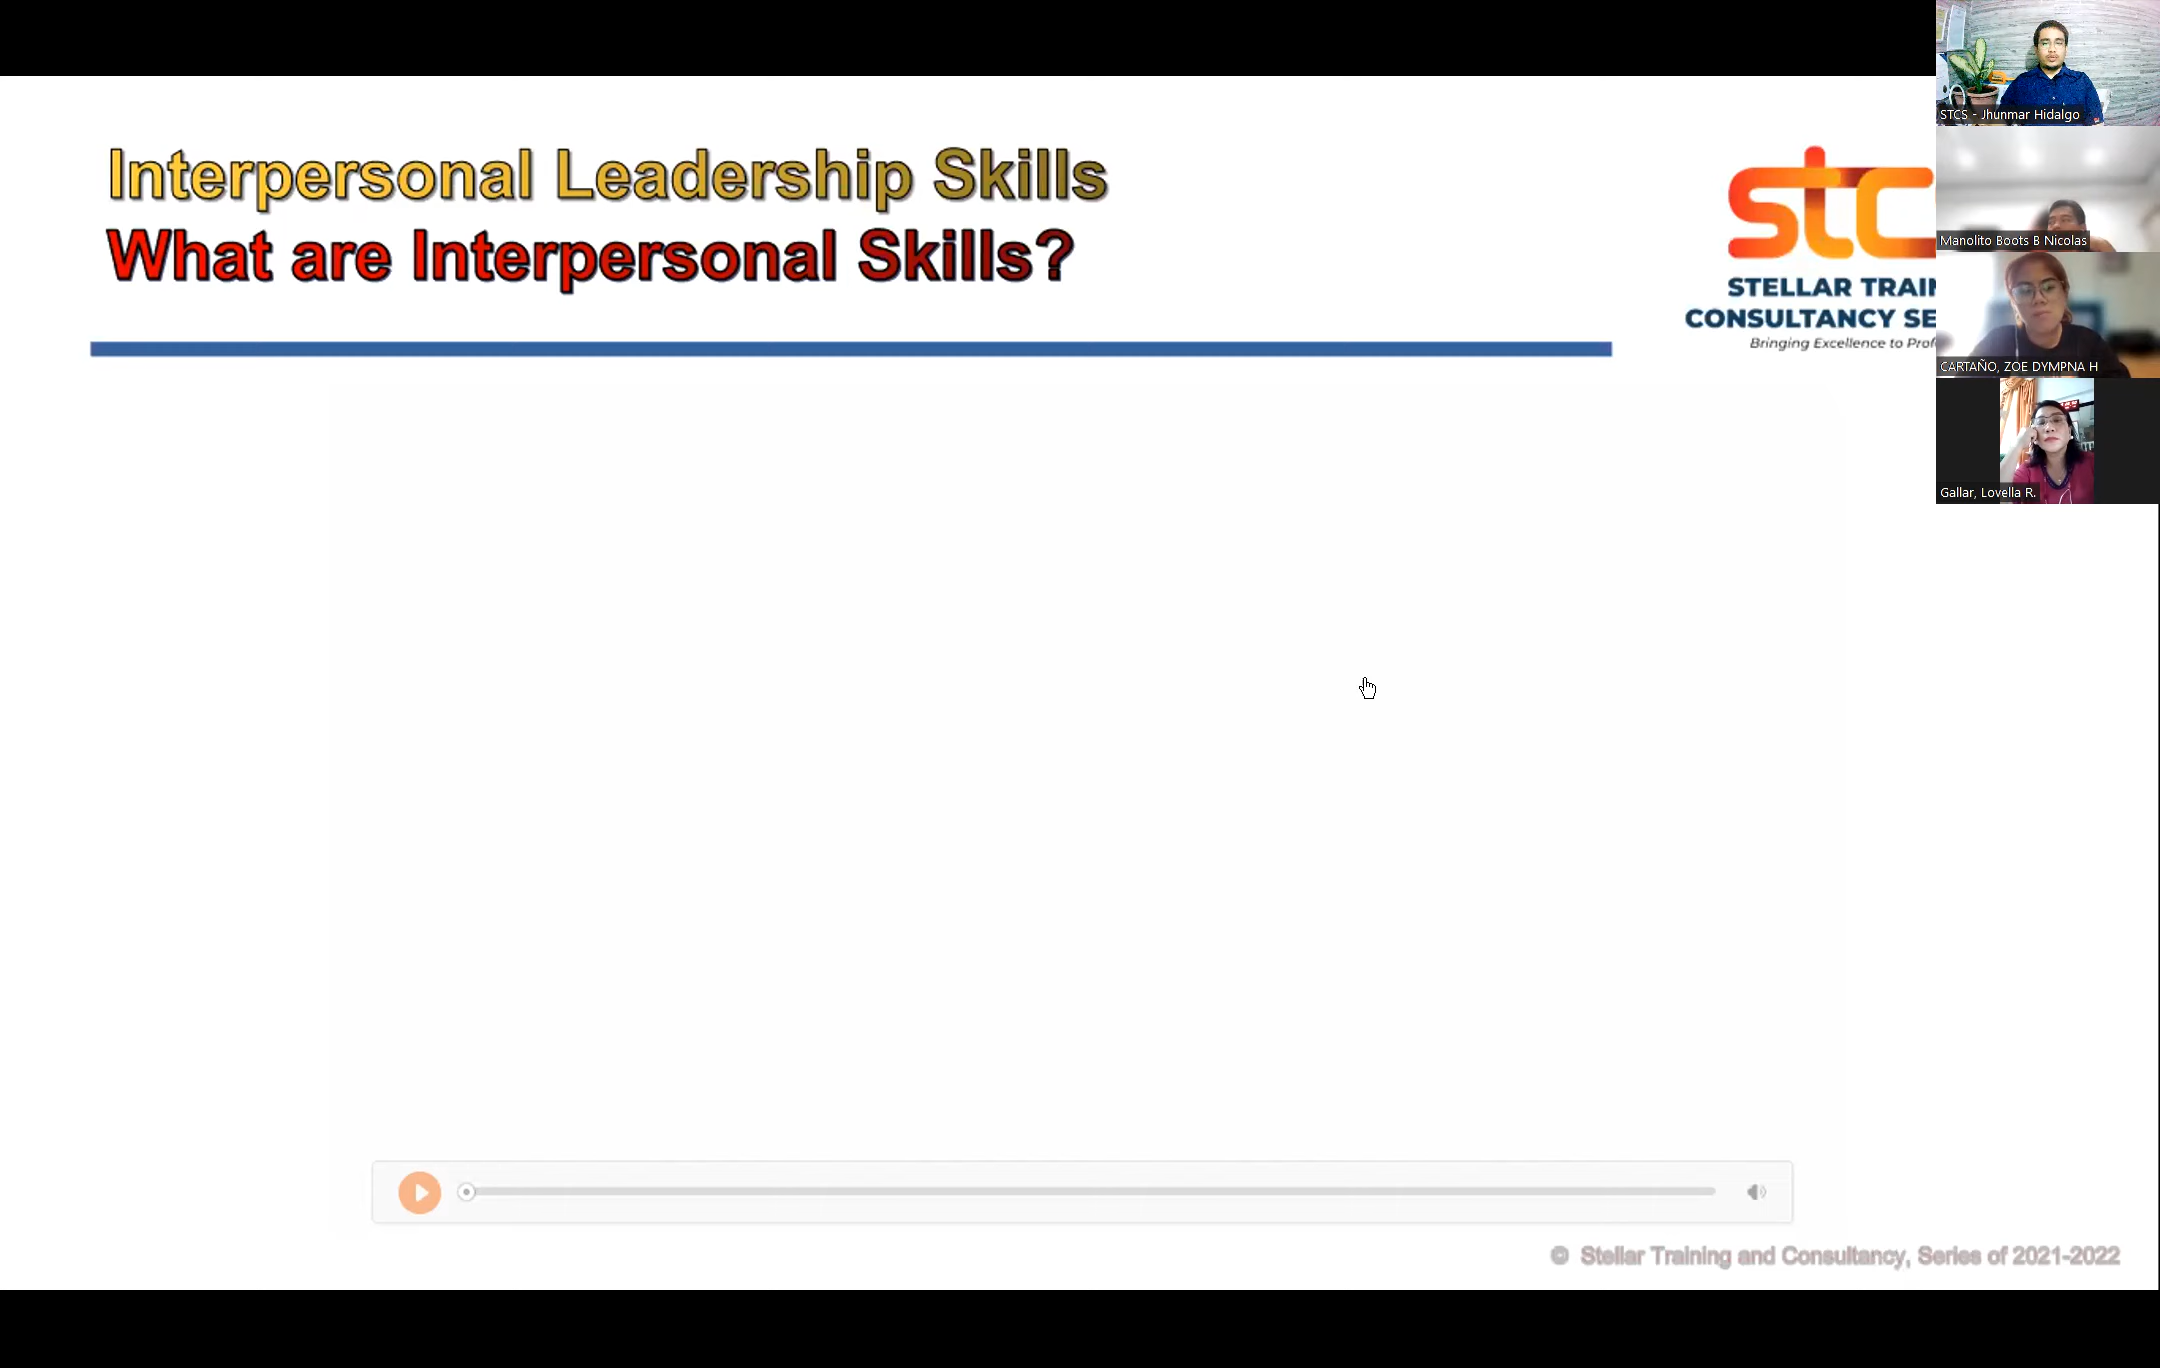 Interpersonal Leadership Skills
What are Interpersonal Skills?
stc
STELLAR TRAIN
CONSULTANCY SE
Bringing Excellence to Prof
STCS - Jhunmar Hidalgo
Manolito Boots B Nicolas
CARTAÑO, ZOE DYMPNA H
Gallar, Lovella R.
© Stellar Training and Consultancy, Series of 2021-2022